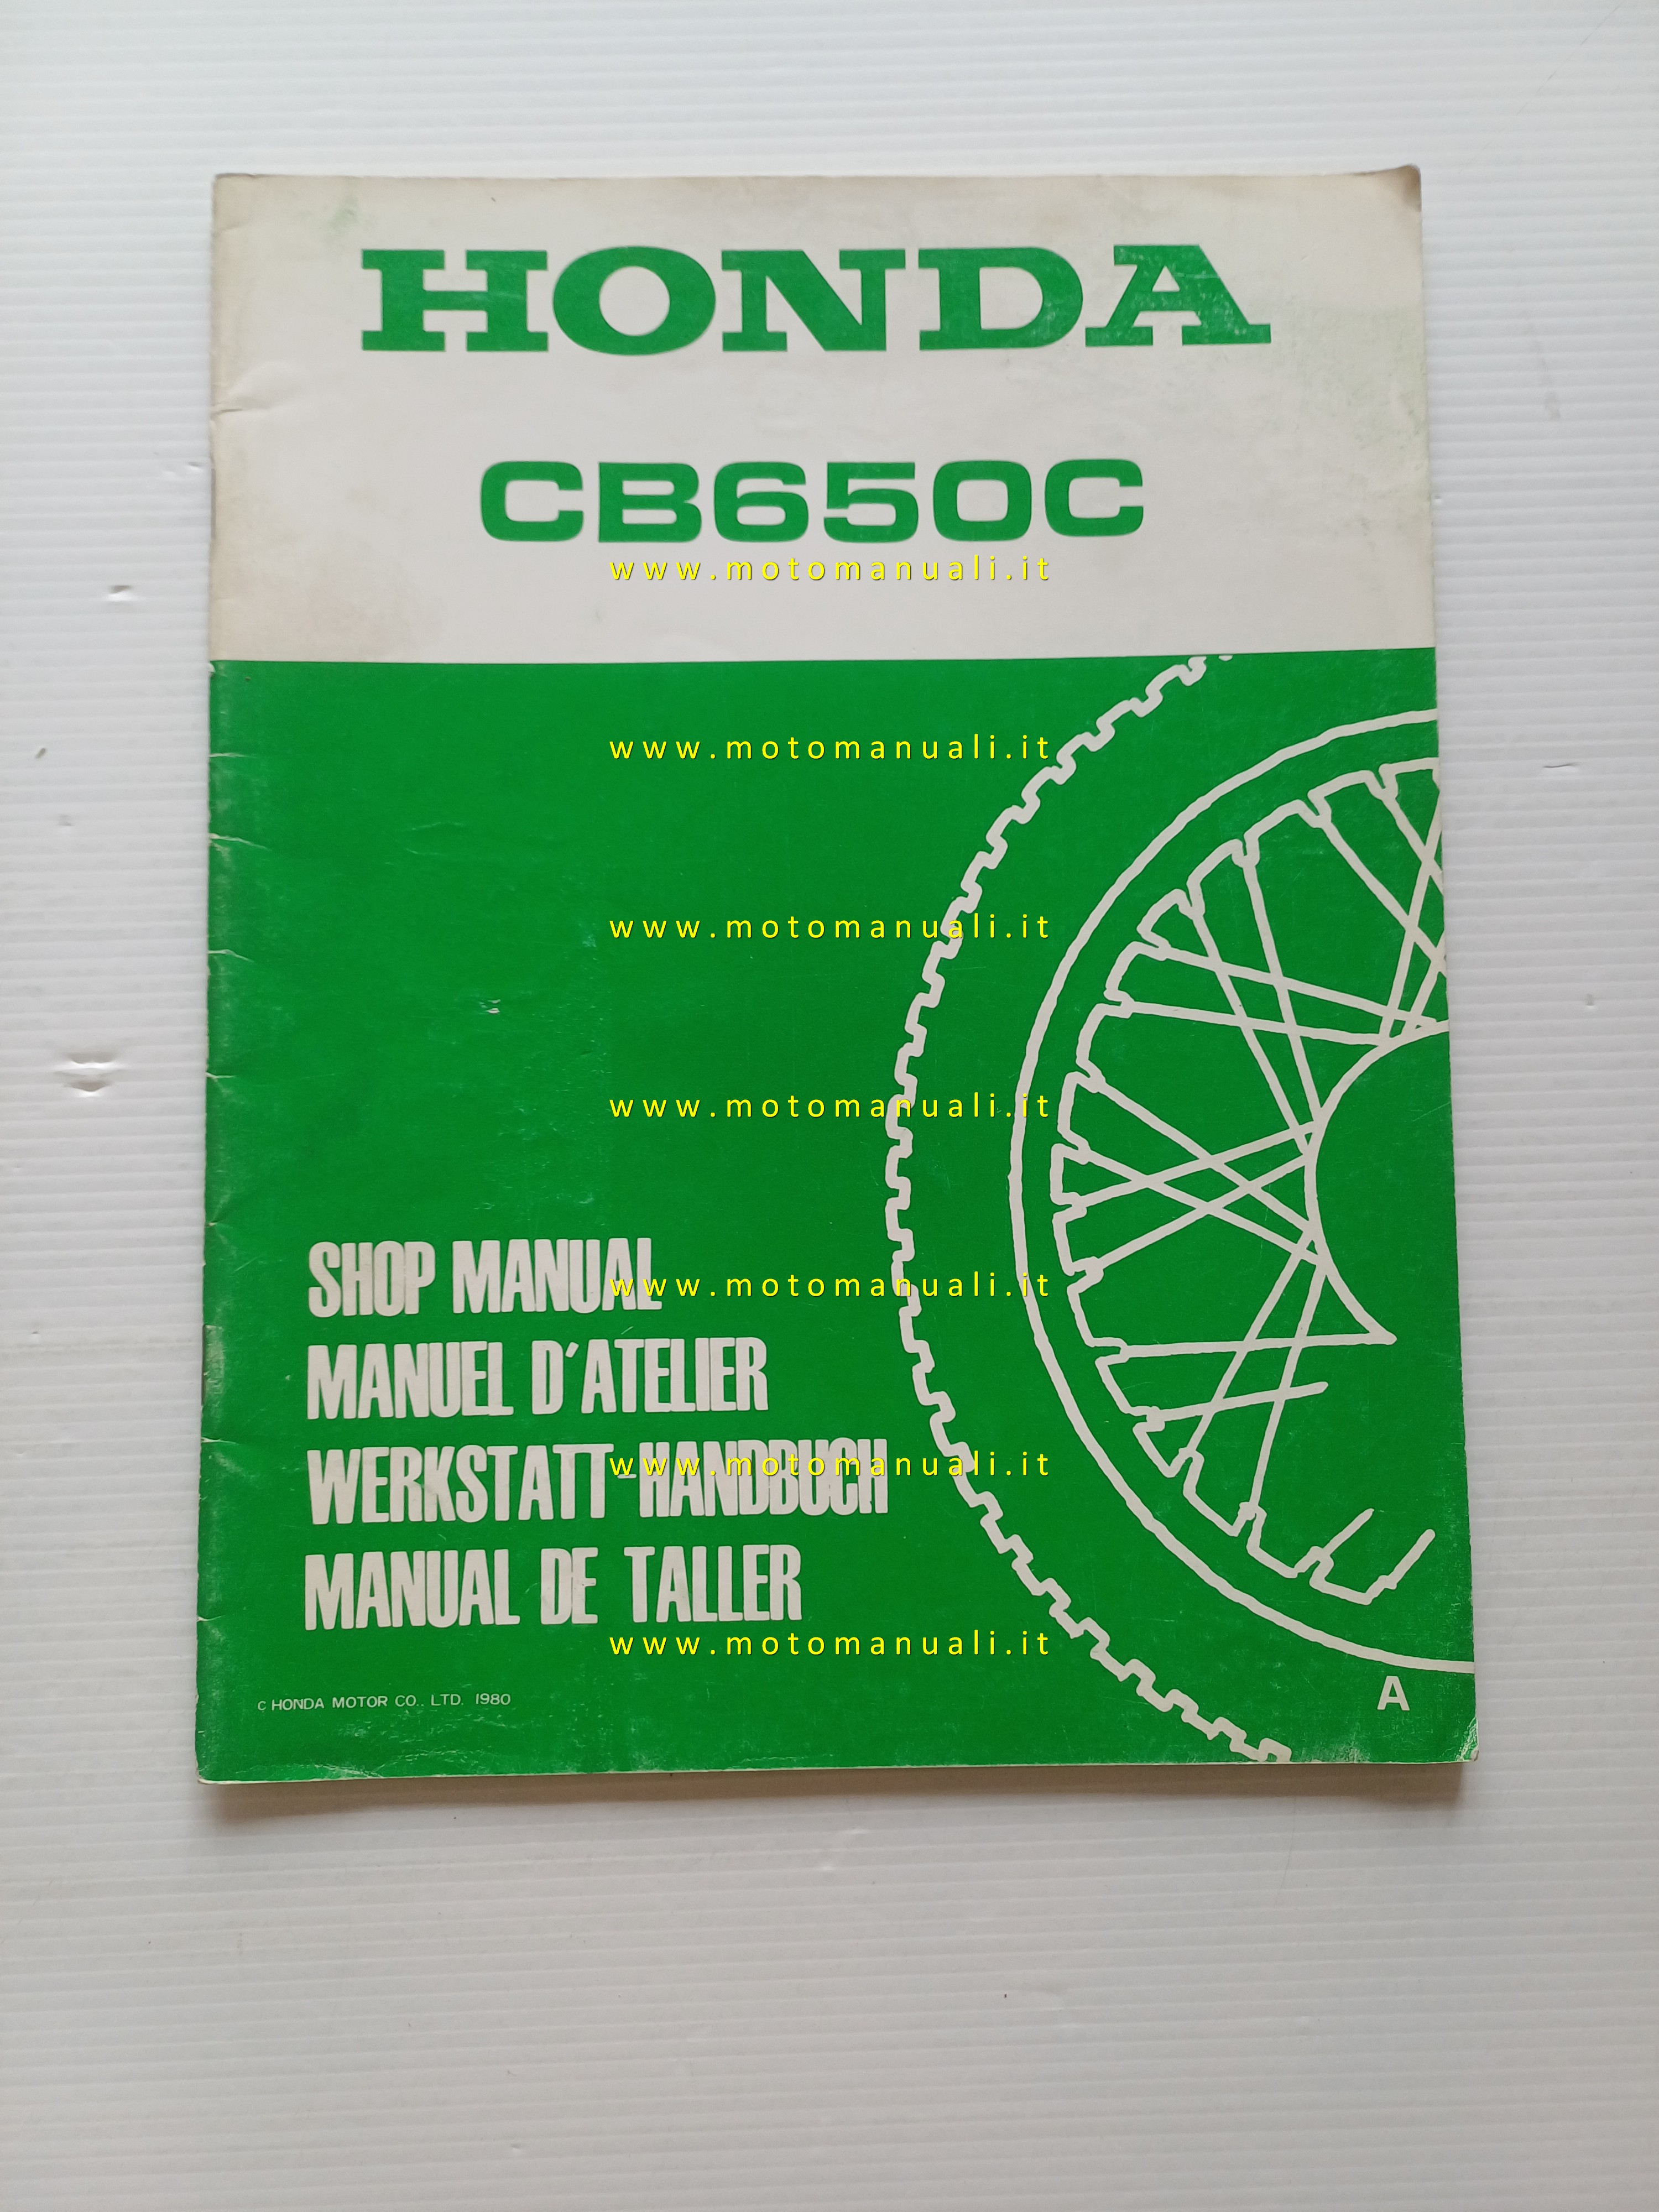 HONDA
CB650C
www.motomanuali.it
www.motomanuali.it
www.motomanuali.it
www.motomanuali.it
SHOP MANUAL
www.motomanuali.it
MANUEL D'ATELIER
WERKSTATT-HANDBUCH
www.motomanuali.it
MANUAL DE TALLER
www.motomanuali.it
C HONDA MOTOR CO., LTD. 1980
A